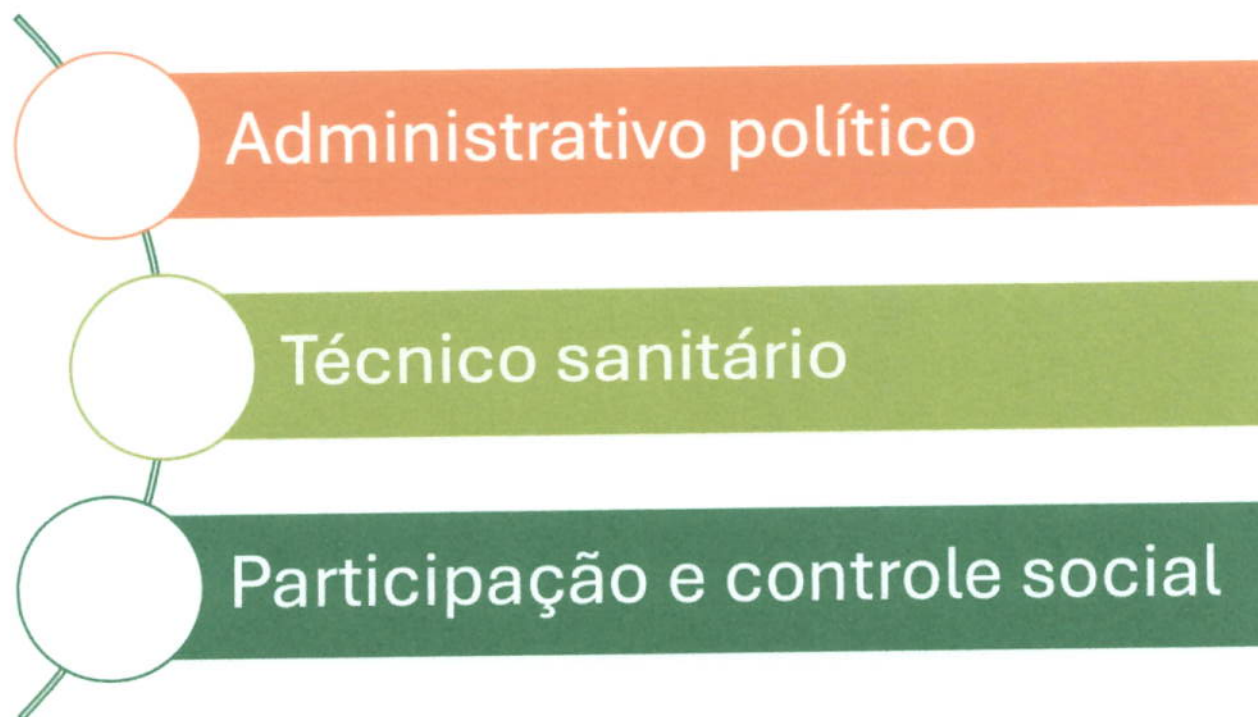 Administrativo político
Técnico sanitário
Participação e controle social